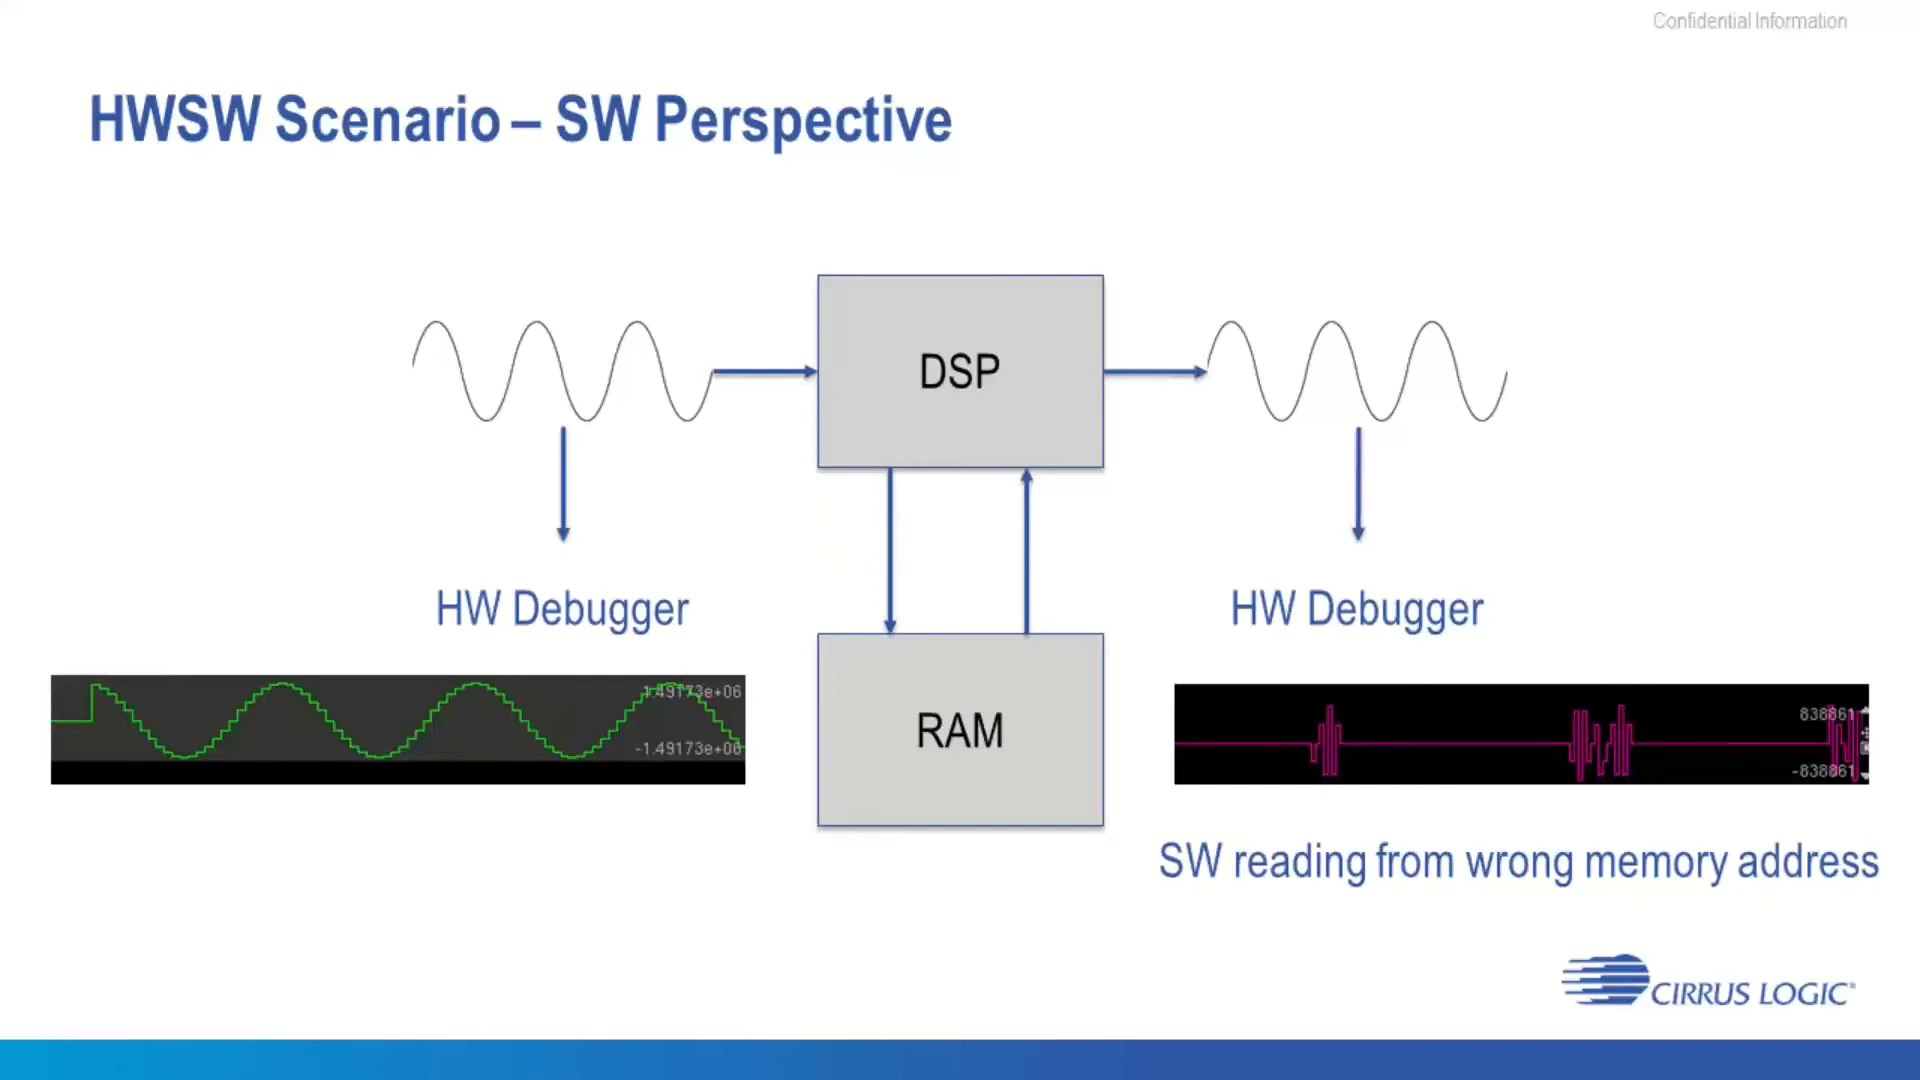 Confidential Information
HWSW Scenario – SW Perspective
DSP
HW Debugger
HW Debugger
1.49173e+06
-1.49173e+06
RAM
838861
-838861
SW reading from wrong memory address
CIRRUS LOGIC®